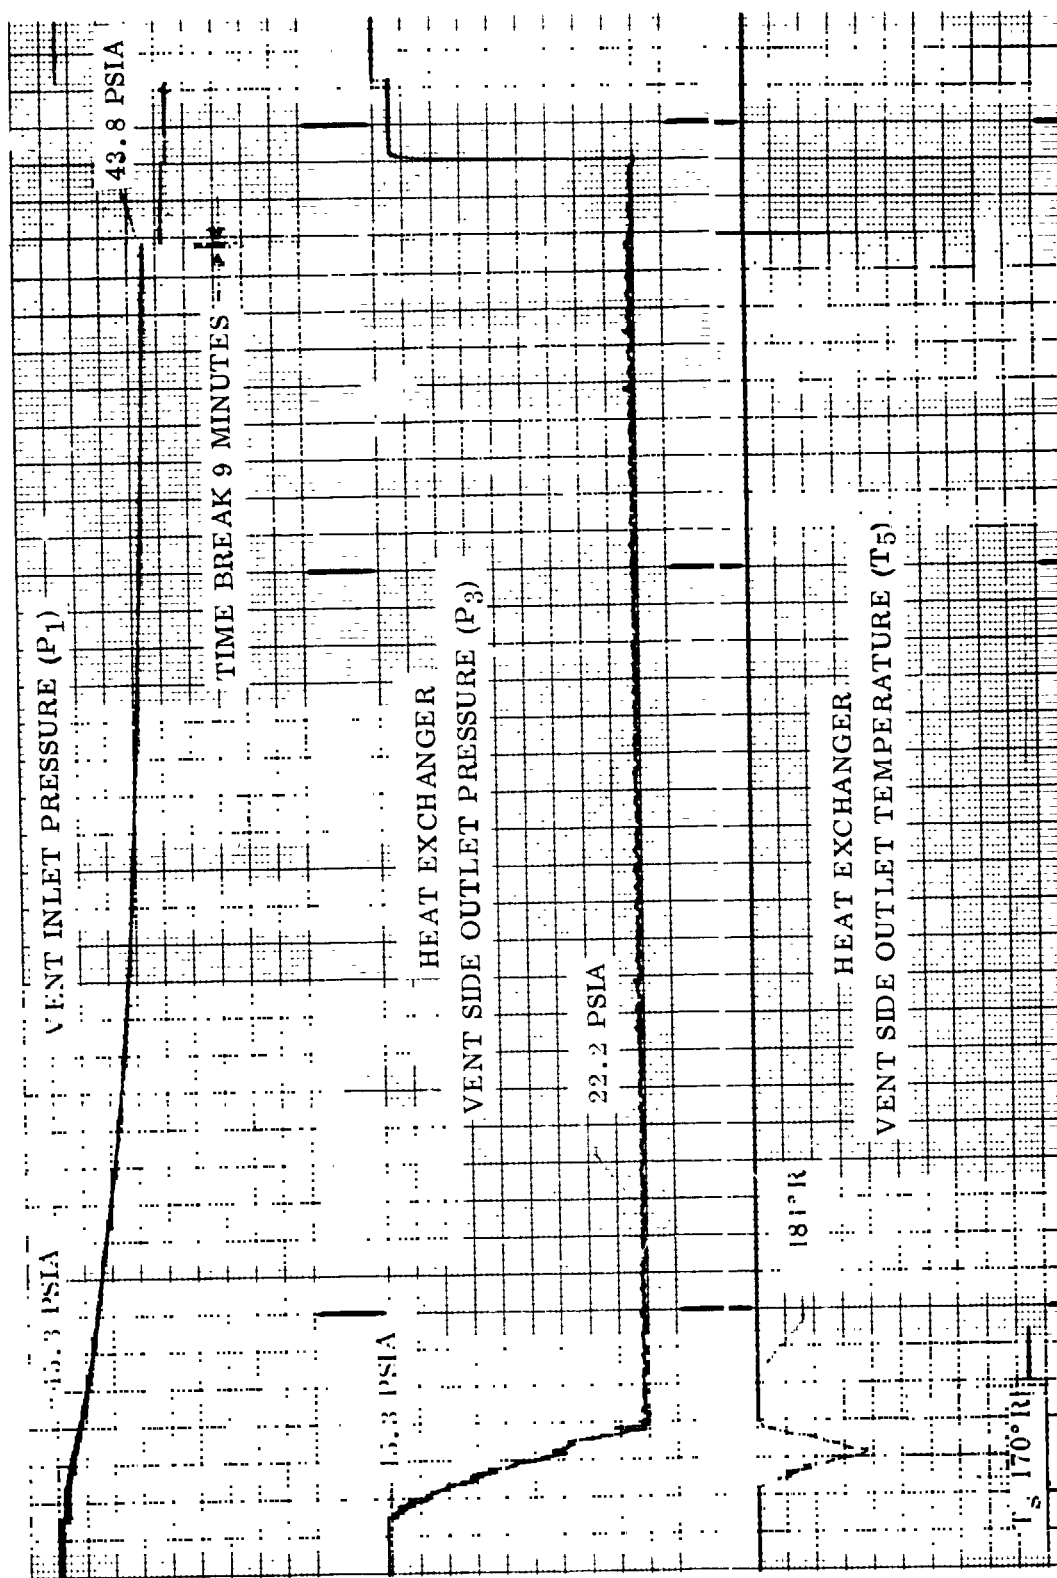 43.8 PSIA
VENT INLET PRESSURE (P1)
TIME BREAK 9 MINUTES
HEAT EXCHANGER
VENT SIDE OUTLET PRESSURE (P3)
22.2 PSIA
PSIA
PSIA
HEAT EXCHANGER
VENT SIDE OUTLET TEMPERATURE (T5)
181°R
Ts 170°R